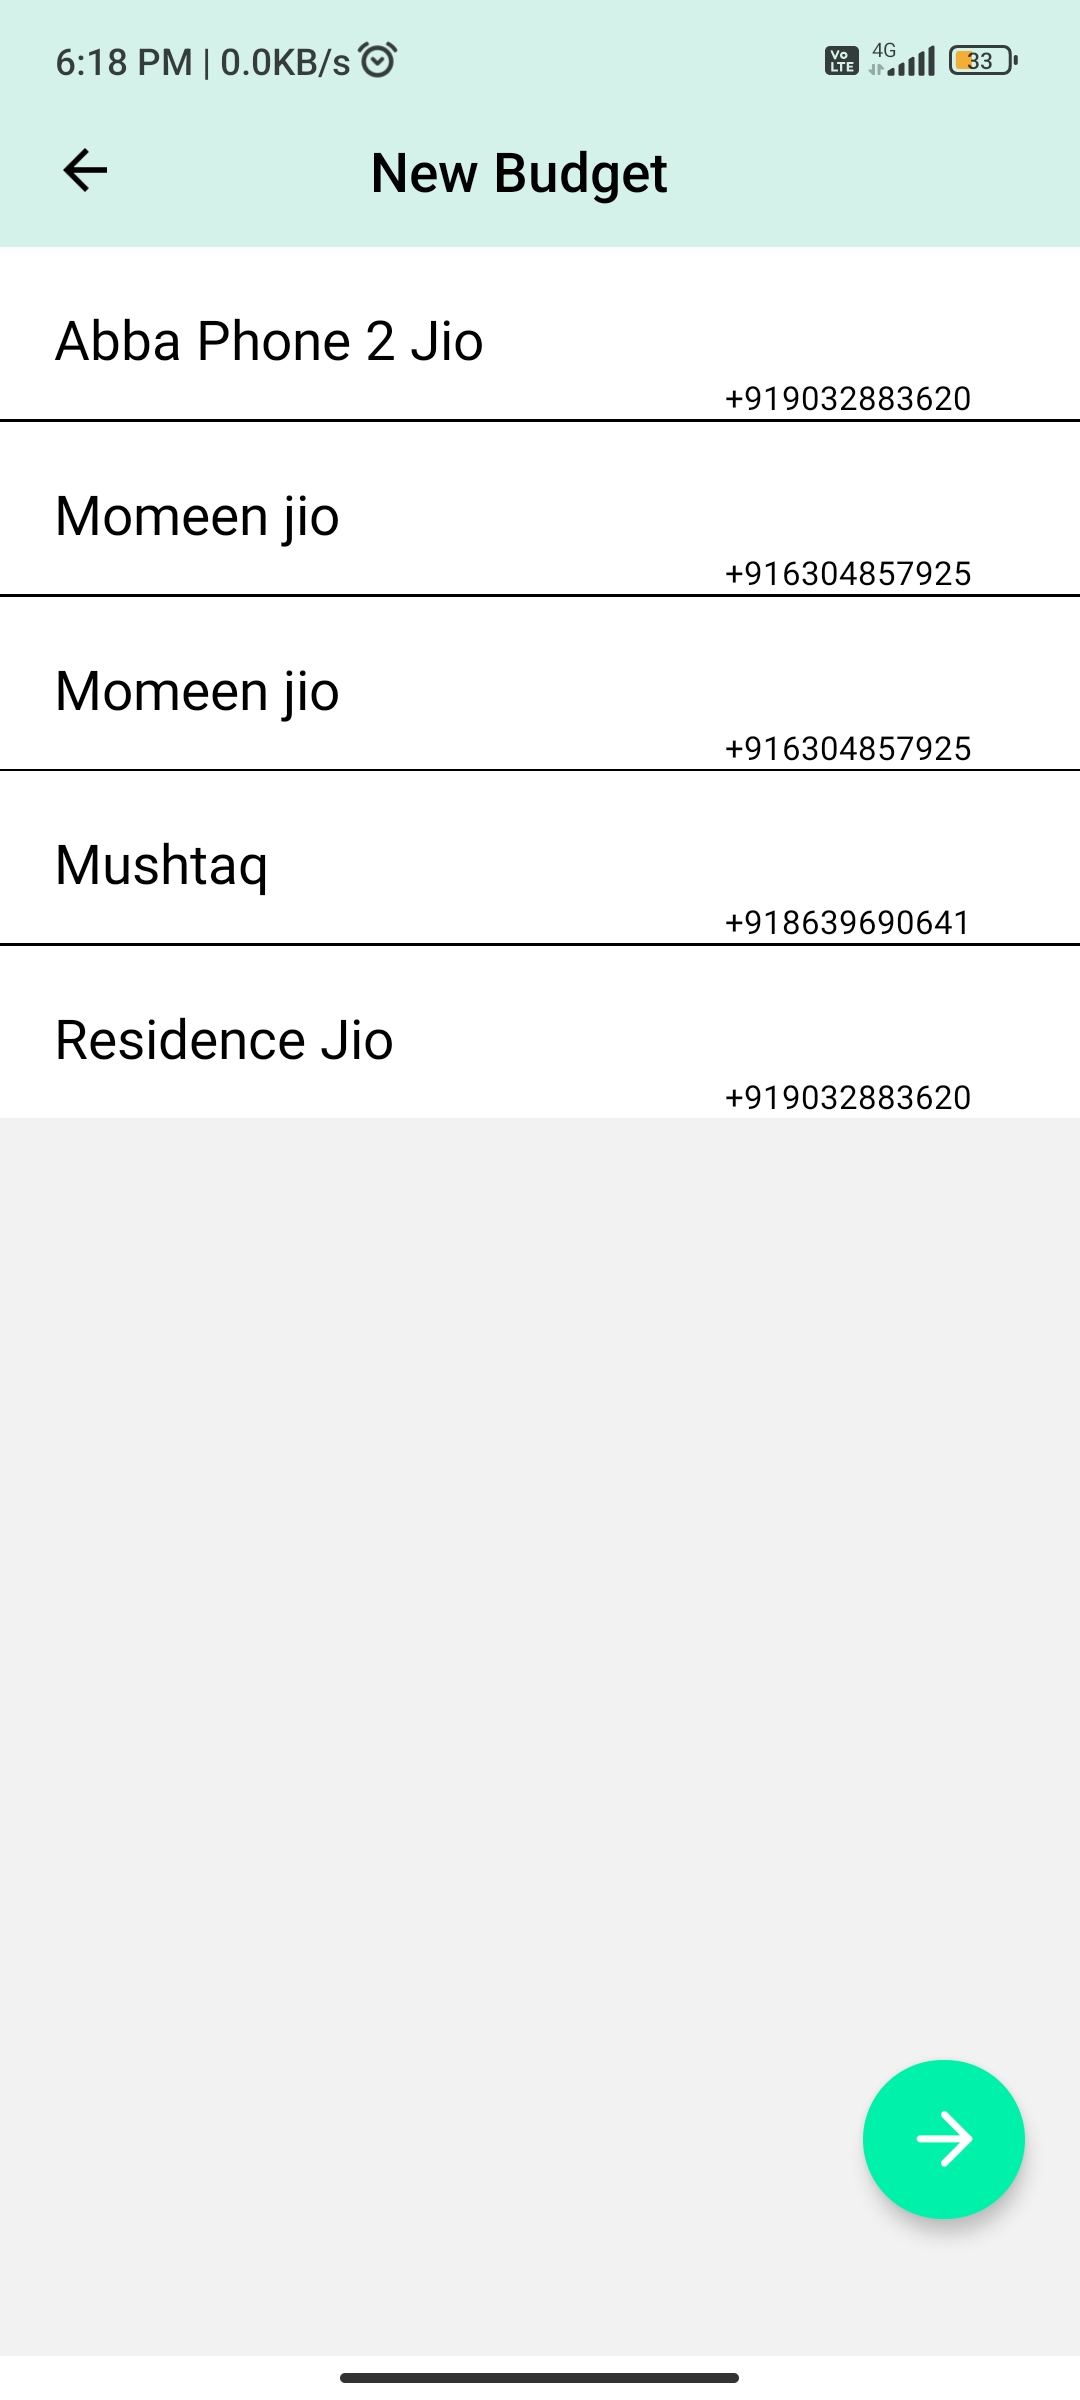 6:18 PM | 0.0KB/s Vo LTE 4G 33
New Budget
Abba Phone 2 Jio
+919032883620
Momeen jio
+916304857925
Momeen jio
+916304857925
Mushtaq
+918639690641
Residence Jio
+919032883620